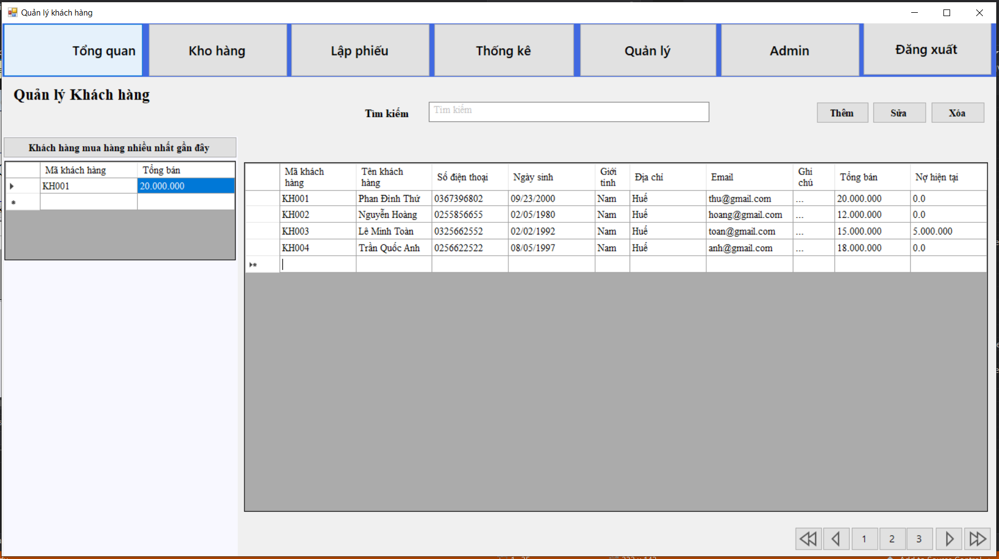 Quản lý khách hàng
Tổng quan Kho hàng Lập phiếu Thống kê Quản lý Admin Đăng xuất
Quản lý Khách hàng
Tìm kiếm Tìm kiếm Thêm Sửa Xóa
Khách hàng mua hàng nhiều nhất gần đây
Mã khách hàng Tổng bán
KH001 20.000.000
Mã khách hàng Tên khách hàng Số điện thoại Ngày sinh Giới tính Địa chỉ Email Ghi chú Tổng bán Nợ hiện tại
KH001 Phan Đình Thứ 0367396802 09/23/2000 Nam Huế thu@gmail.com ... 20.000.000 0.0
KH002 Nguyễn Hoàng 0255856655 02/05/1980 Nam Huế hoang@gmail.com ... 12.000.000 0.0
KH003 Lê Minh Toàn 0325662552 02/02/1992 Nam Huế toan@gmail.com ... 15.000.000 5.000.000
KH004 Trần Quốc Anh 0256622522 08/05/1997 Nam Huế anh@gmail.com ... 18.000.000 0.0
1 2 3